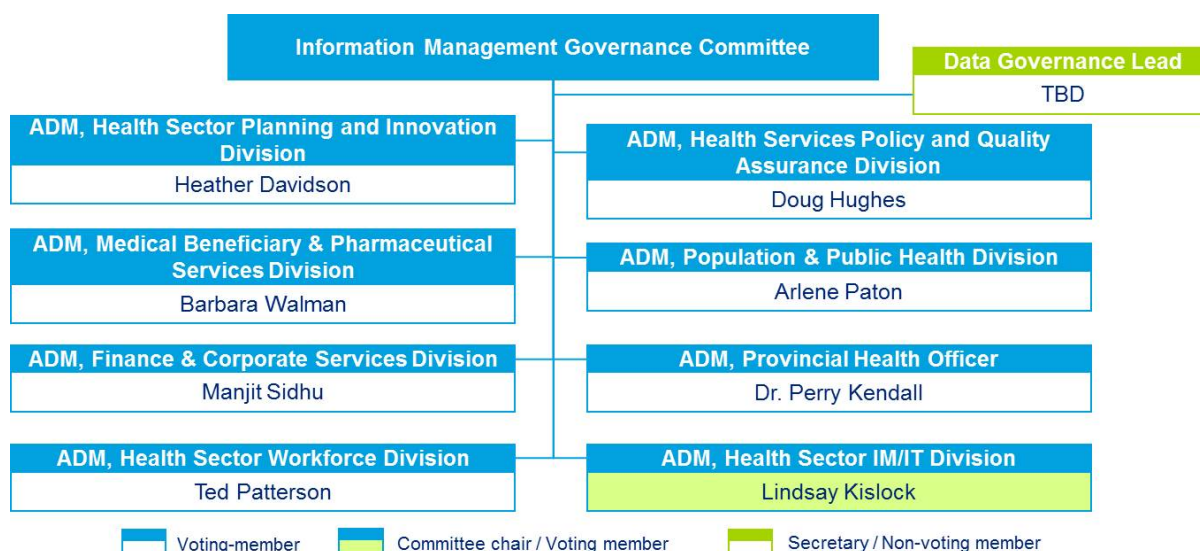 Information Management Governance Committee
Data Governance Lead
TBD
ADM, Health Sector Planning and Innovation
Division
Heather Davidson
ADM, Health Services Policy and Quality
Assurance Division
Doug Hughes
ADM, Medical Beneficiary & Pharmaceutical
Services Division
Barbara Walman
ADM, Population & Public Health Division
Arlene Paton
ADM, Finance & Corporate Services Division
Manjit Sidhu
ADM, Provincial Health Officer
Dr. Perry Kendall
ADM, Health Sector Workforce Division
Ted Patterson
ADM, Health Sector IM/IT Division
Lindsay Kislock
Voting-member
Committee chair / Voting member
Secretary / Non-voting member